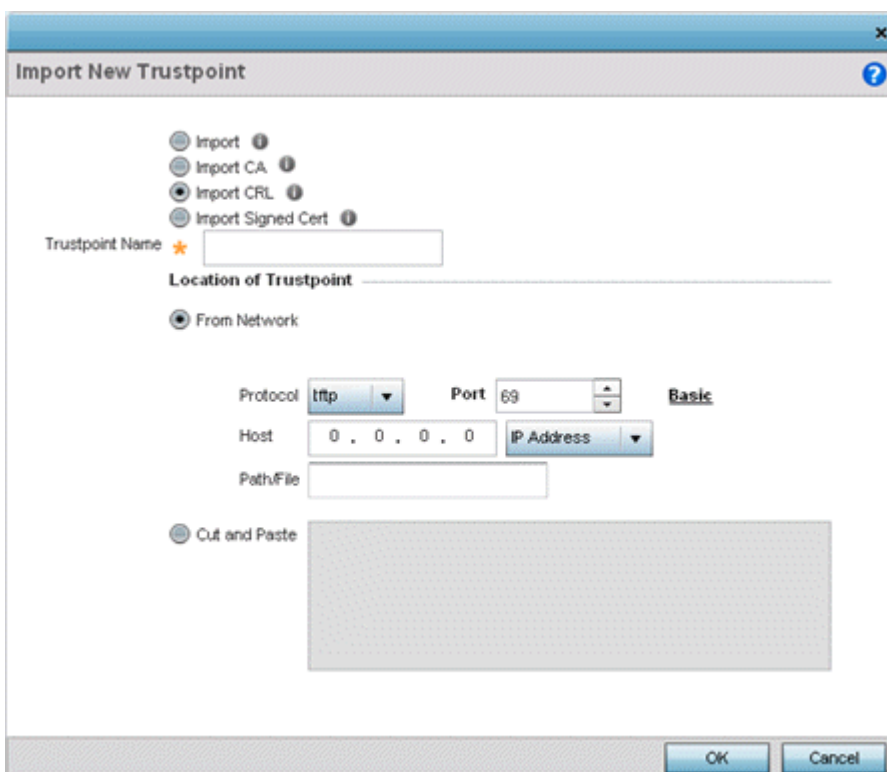 Import New Trustpoint
Import
Import CA
Import CRL
Import Signed Cert
Trustpoint Name *
Location of Trustpoint
From Network
Protocol tftp Port 69 Basic
Host 0 . 0 . 0 . 0 IP Address
Path/File
Cut and Paste
OK Cancel